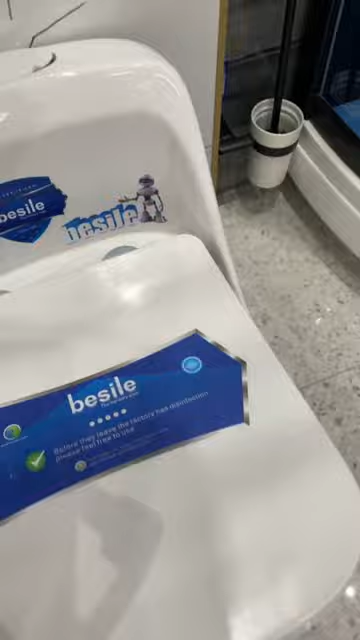 besile
besile
besile
Before they leave the factory has disinfection
please feel free to use